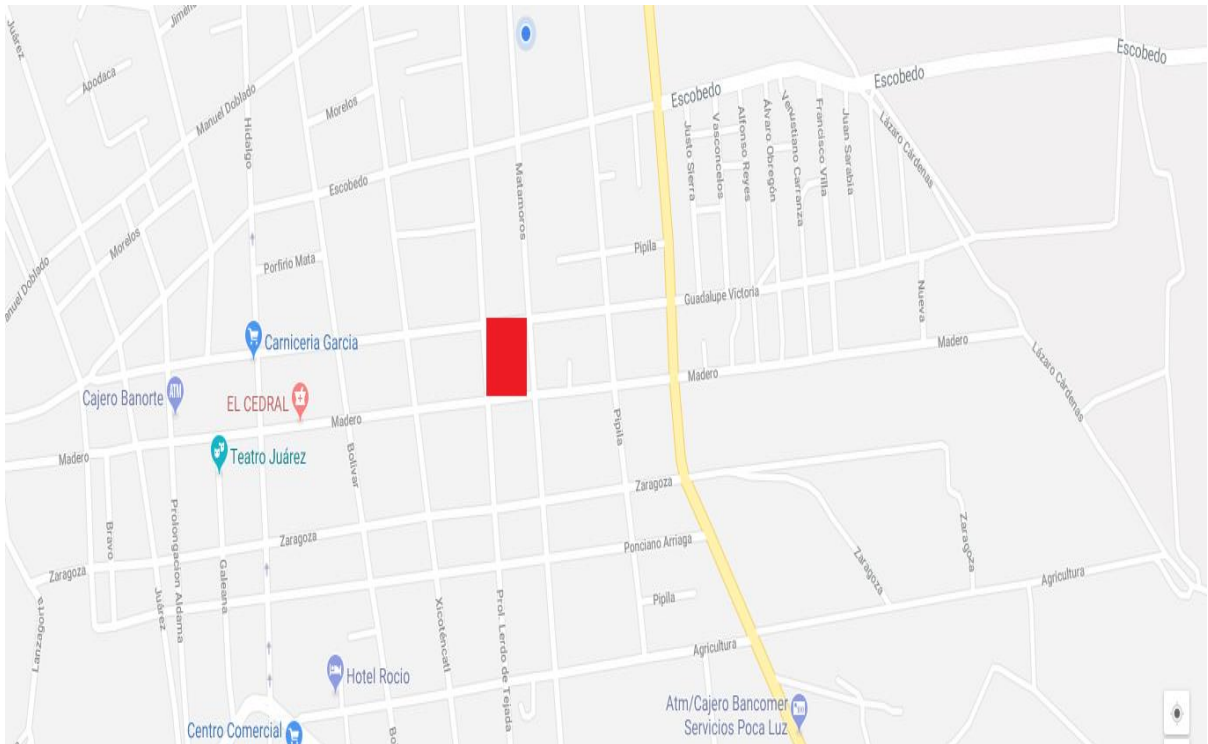 Juárez
Jiménez
Apodaca
Manuel Doblado
Morelos
Hidalgo
Escobedo
Escobedo
Escobedo
Justo Sierra
Vasconcelos
Alfonso Reyes
Álvaro Obregón
Venustiano Carranza
Francisco Villa
Juan Sarabia
Lázaro Cárdenas
Escobedo
Matamoros
Morelos
Manuel Doblado
Porfirio Mata
Pipila
Guadalupe Victoria
Nueva
Carniceria Garcia
Madero
Madero
Lázaro Cárdenas
Cajero Banorte
ATM
EL CEDRAL
Madero
Pipila
Madero
Teatro Juárez
Bolivar
Zaragoza
Bravo
Prolongacion Aldama
Zaragoza
Ponciano Arriaga
Zaragoza
Zaragoza
Zaragoza
Agricultura
Juárez
Galeana
Xicoténcatl
Prol. Lerdo de Tejada
Pipila
Lanzagorta
Agricultura
Hotel Rocio
Atm/Cajero Bancomer
Servicios Poca Luz
Centro Comercial
Bo